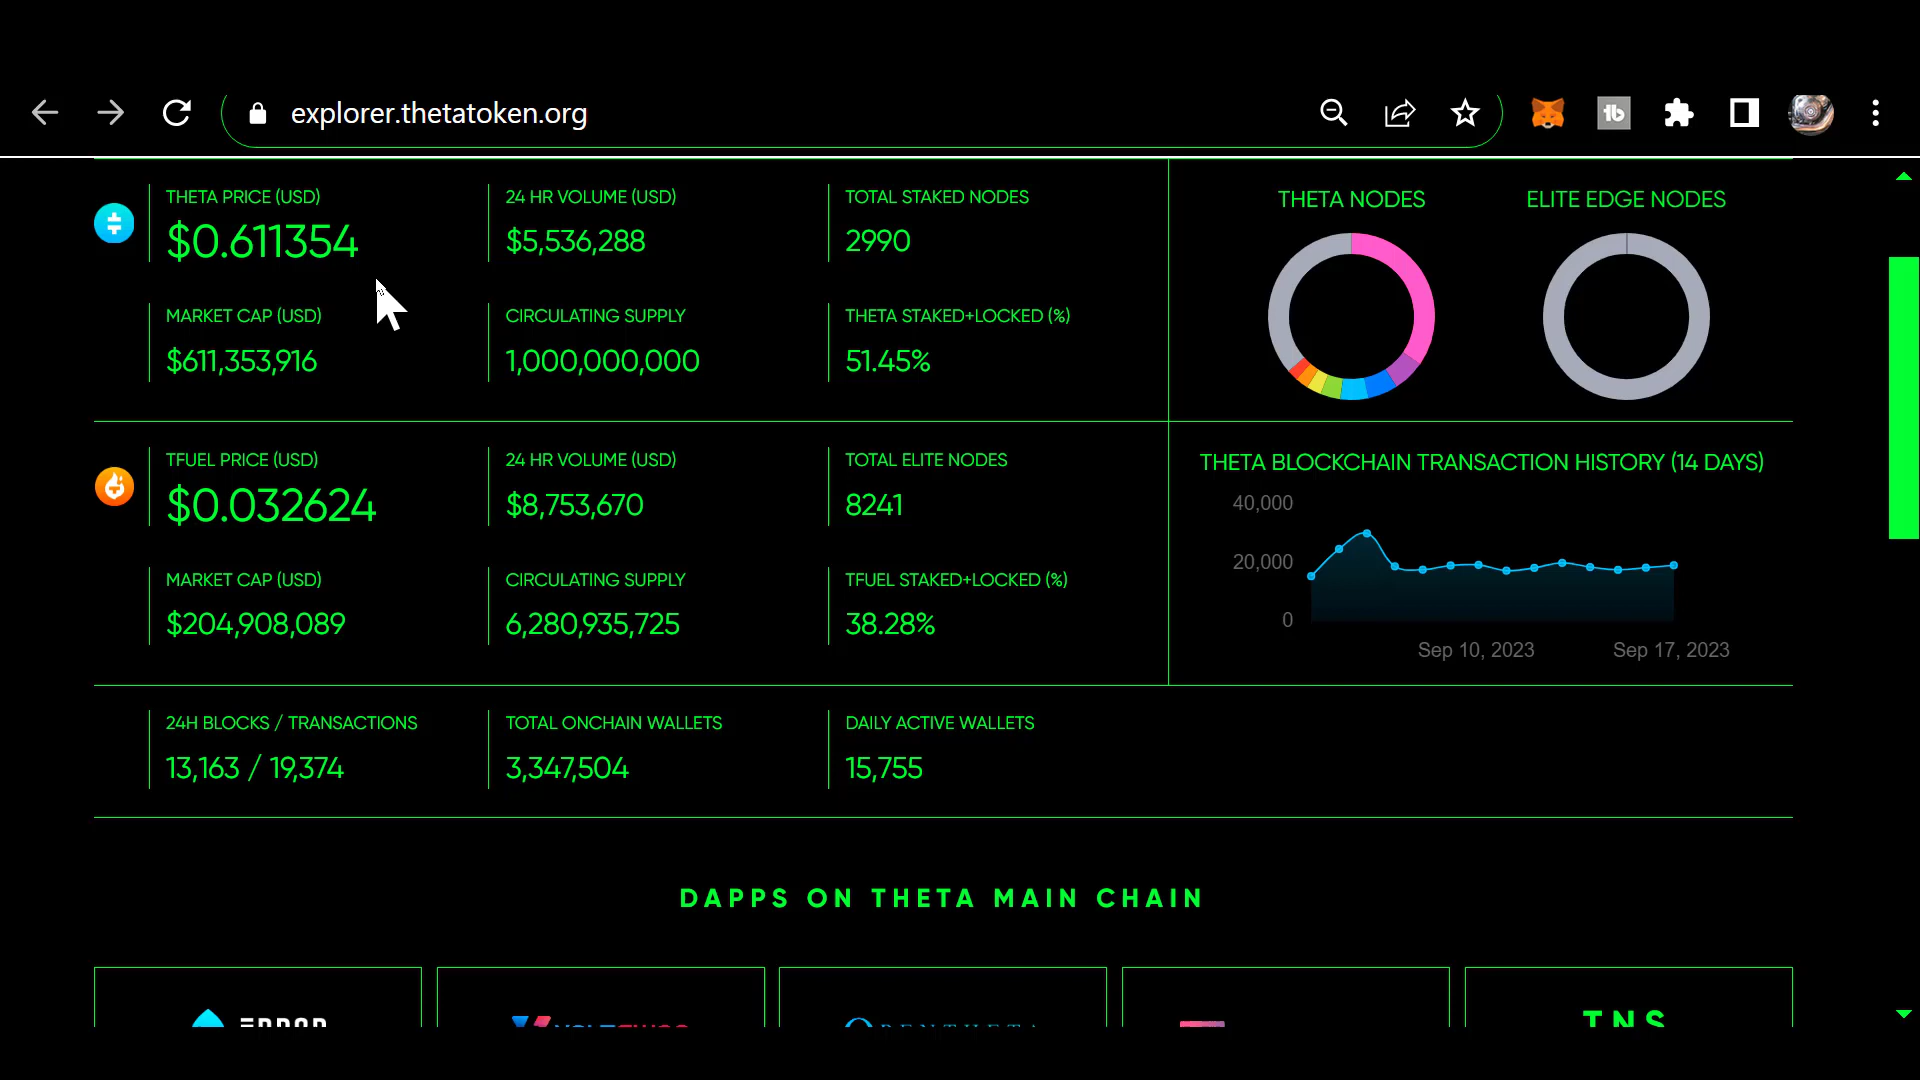 explorer.thetatoken.org
THETA PRICE (USD)
$0.611354
24 HR VOLUME (USD)
$5,536,288
TOTAL STAKED NODES
2990
MARKET CAP (USD)
$611,353,916
CIRCULATING SUPPLY
1,000,000,000
THETA STAKED+LOCKED (%)
51.45%
THETA NODES
ELITE EDGE NODES
TFUEL PRICE (USD)
$0.032624
24 HR VOLUME (USD)
$8,753,670
TOTAL ELITE NODES
8241
MARKET CAP (USD)
$204,908,089
CIRCULATING SUPPLY
6,280,935,725
TFUEL STAKED+LOCKED (%)
38.28%
THETA BLOCKCHAIN TRANSACTION HISTORY (14 DAYS)
40,000
20,000
0
Sep 10, 2023
Sep 17, 2023
24H BLOCKS / TRANSACTIONS
13,163 / 19,374
TOTAL ONCHAIN WALLETS
3,347,504
DAILY ACTIVE WALLETS
15,755
DAPPS ON THETA MAIN CHAIN
TNS